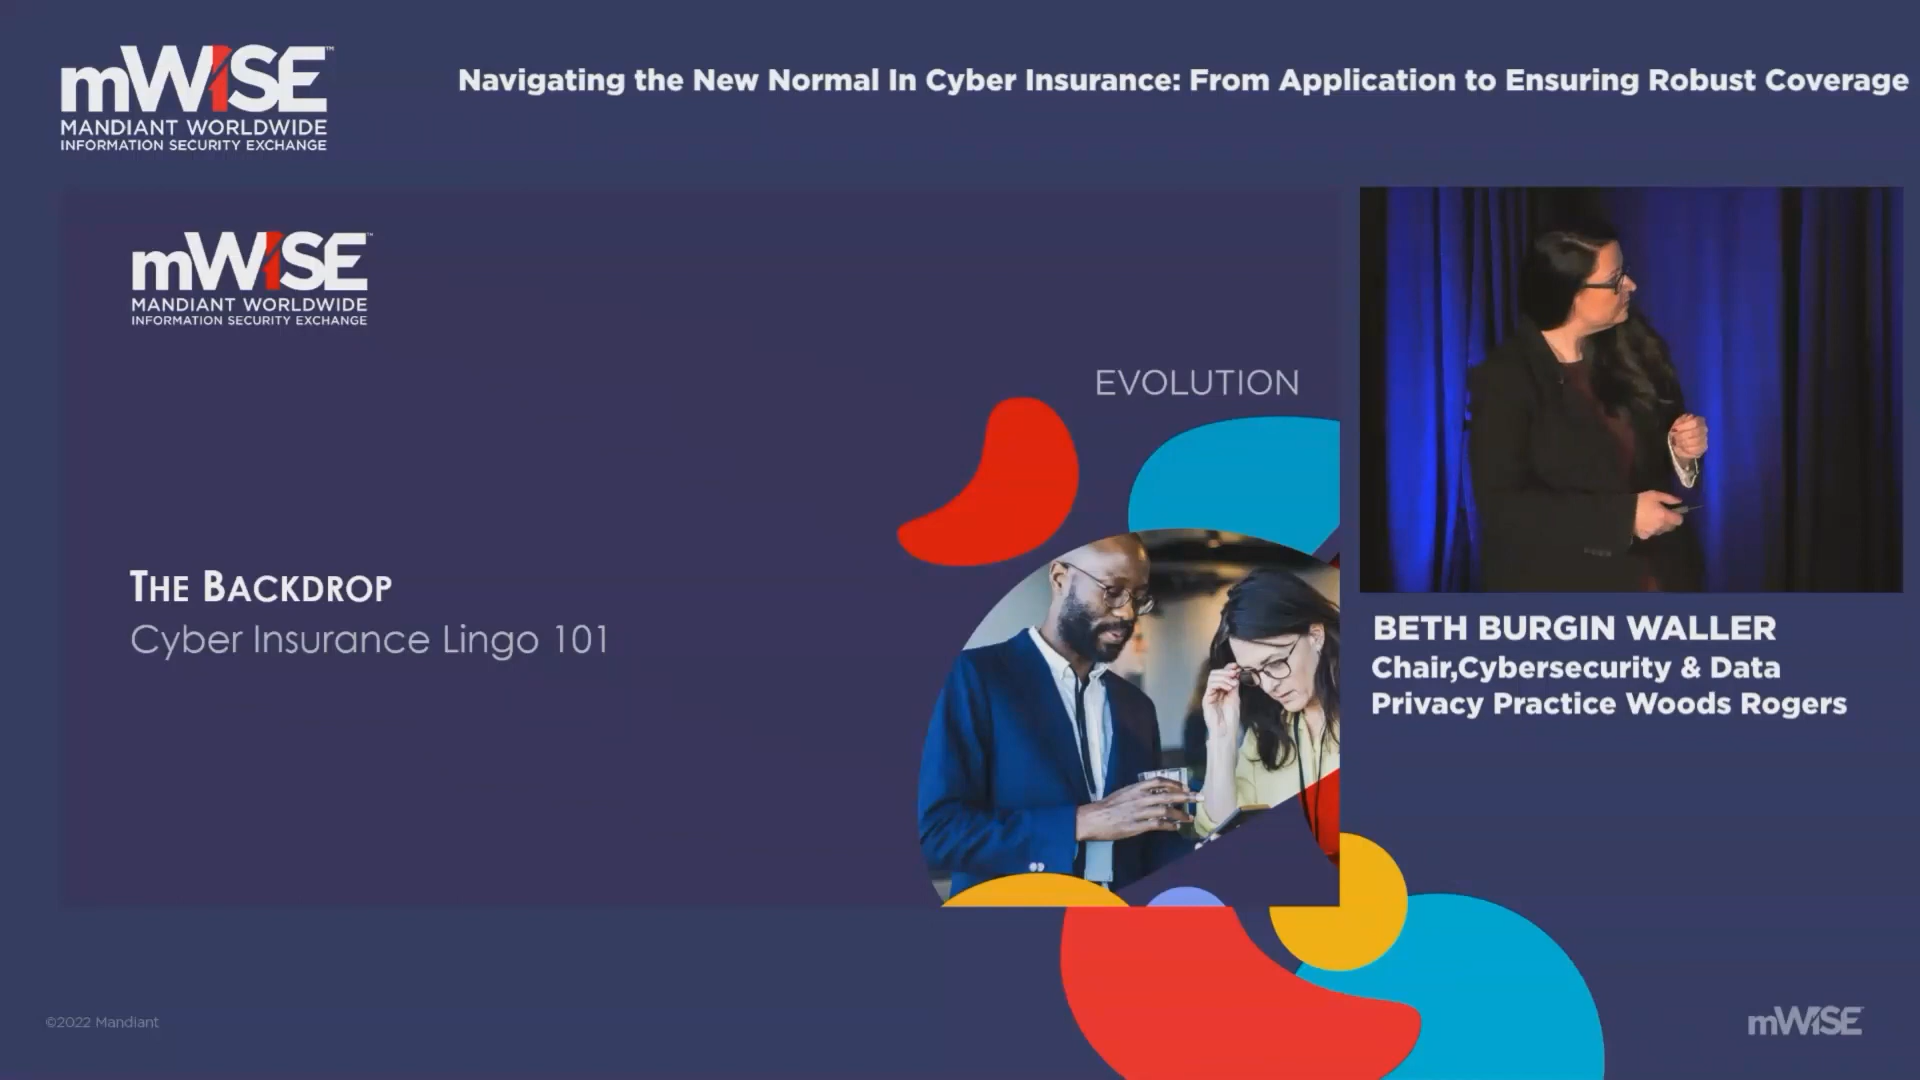 mWISE™
MANDIANT WORLDWIDE
INFORMATION SECURITY EXCHANGE
Navigating the New Normal In Cyber Insurance: From Application to Ensuring Robust Coverage
mWISE™
MANDIANT WORLDWIDE
INFORMATION SECURITY EXCHANGE
EVOLUTION
THE BACKDROP
Cyber Insurance Lingo 101
BETH BURGIN WALLER
Chair,Cybersecurity & Data
Privacy Practice Woods Rogers
©2022 Mandiant
mWISE